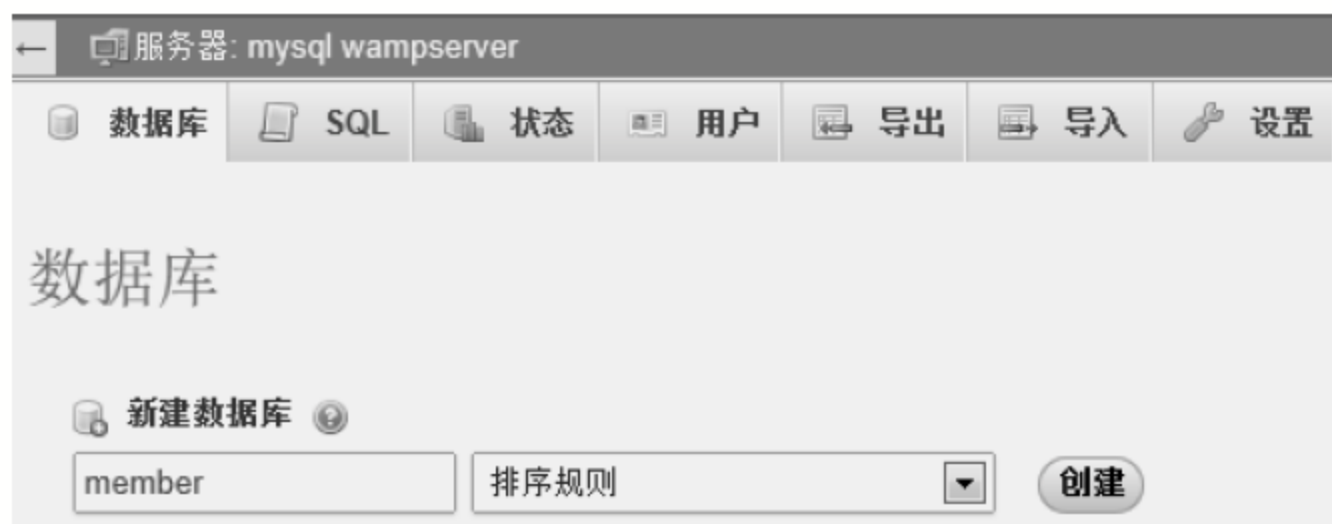 ← 服务器: mysql wampserver
数据库 SQL 状态 用户 导出 导入 设置
数据库
新建数据库
member 排序规则 创建